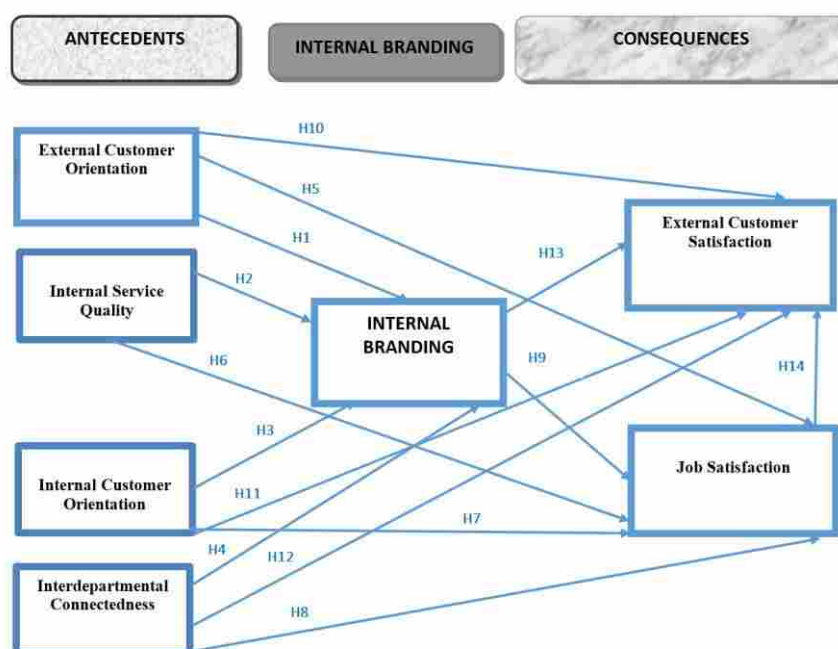 ANTECEDENTS
INTERNAL BRANDING
CONSEQUENCES
H10
External Customer
Orientation
H5
H1
External Customer
Satisfaction
H13
H2
Internal Service
Quality
INTERNAL
BRANDING
H6
H9
H14
H3
Job Satisfaction
Internal Customer
Orientation
H11
H7
H4
H12
Interdepartmental
Connectedness
H8